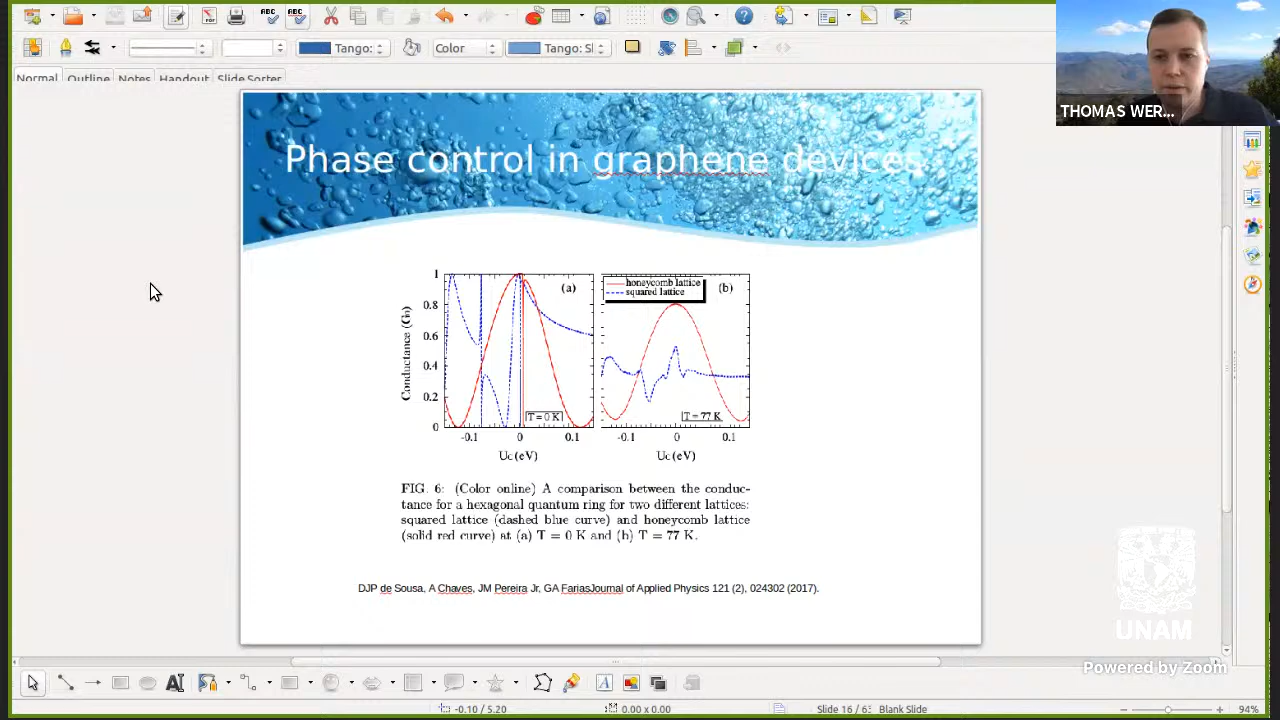 Tango:
Color
Tango: Sl
Normal
Outline
Notes
Handout
Slide Sorter
THOMAS WER...
Phase control in graphene devices
1
0.8
0.6
0.4
0.2
0
Conductance (G₀)
(a)
T = 0 K
-0.1
0
0.1
Uc (eV)
honeycomb lattice
squared lattice
(b)
T = 77 K
-0.1
0
0.1
Uc (eV)
FIG. 6: (Color online) A comparison between the conduc-
tance for a hexagonal quantum ring for two different lattices:
squared lattice (dashed blue curve) and honeycomb lattice
(solid red curve) at (a) T = 0 K and (b) T = 77 K.
DJP de Sousa, A Chaves, JM Pereira Jr, GA FariasJournal of Applied Physics 121 (2), 024302 (2017).
UNAM
Powered by Zoom
-0.10 / 5.20
0.00 x 0.00
Slide 16 / 63
Blank Slide
94%